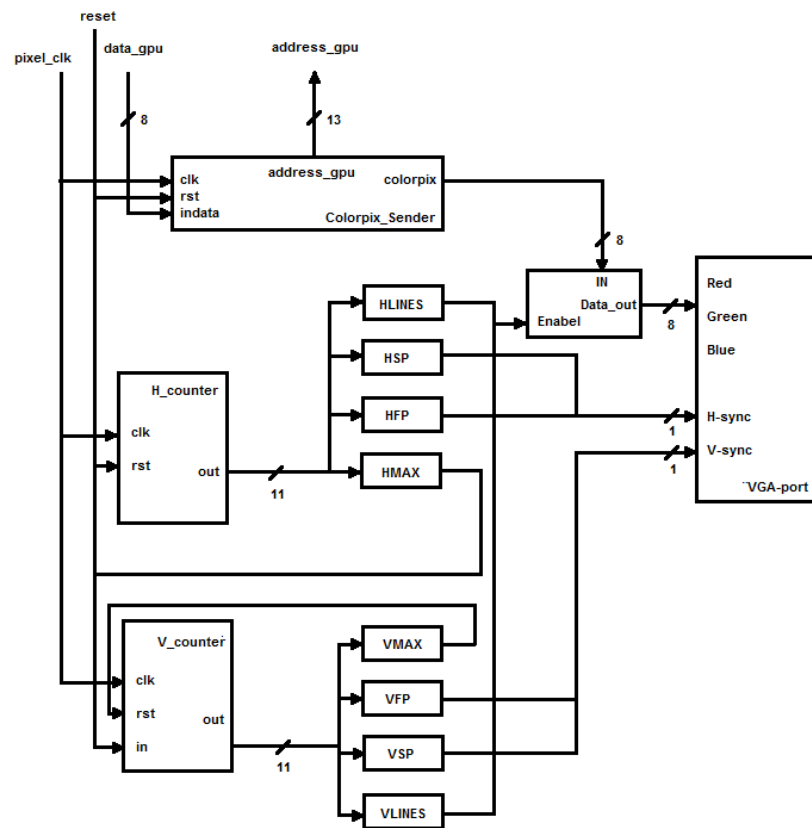 reset
pixel_clk
data_gpu
address_gpu
8
13
clk
address_gpu
colorpix
rst
indata
Colorpix_Sender
8
IN
Data_out
Enabel
8
Red
Green
Blue
H-sync
1
V-sync
1
¨VGA-port
HLINES
HSP
HFP
HMAX
H_counter
clk
rst
out
11
V_counter
clk
rst
out
in
11
VMAX
VFP
VSP
VLINES